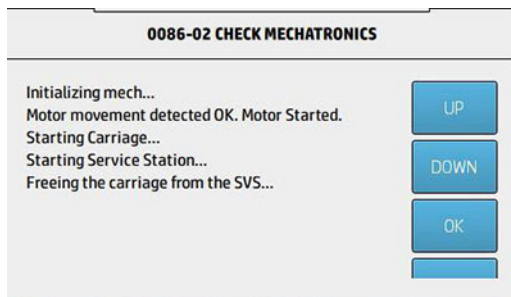 0086-02 CHECK MECHATRONICS
Initializing mech...
Motor movement detected OK. Motor Started.
Starting Carriage...
Starting Service Station...
Freeing the carriage from the SVS...
UP
DOWN
OK